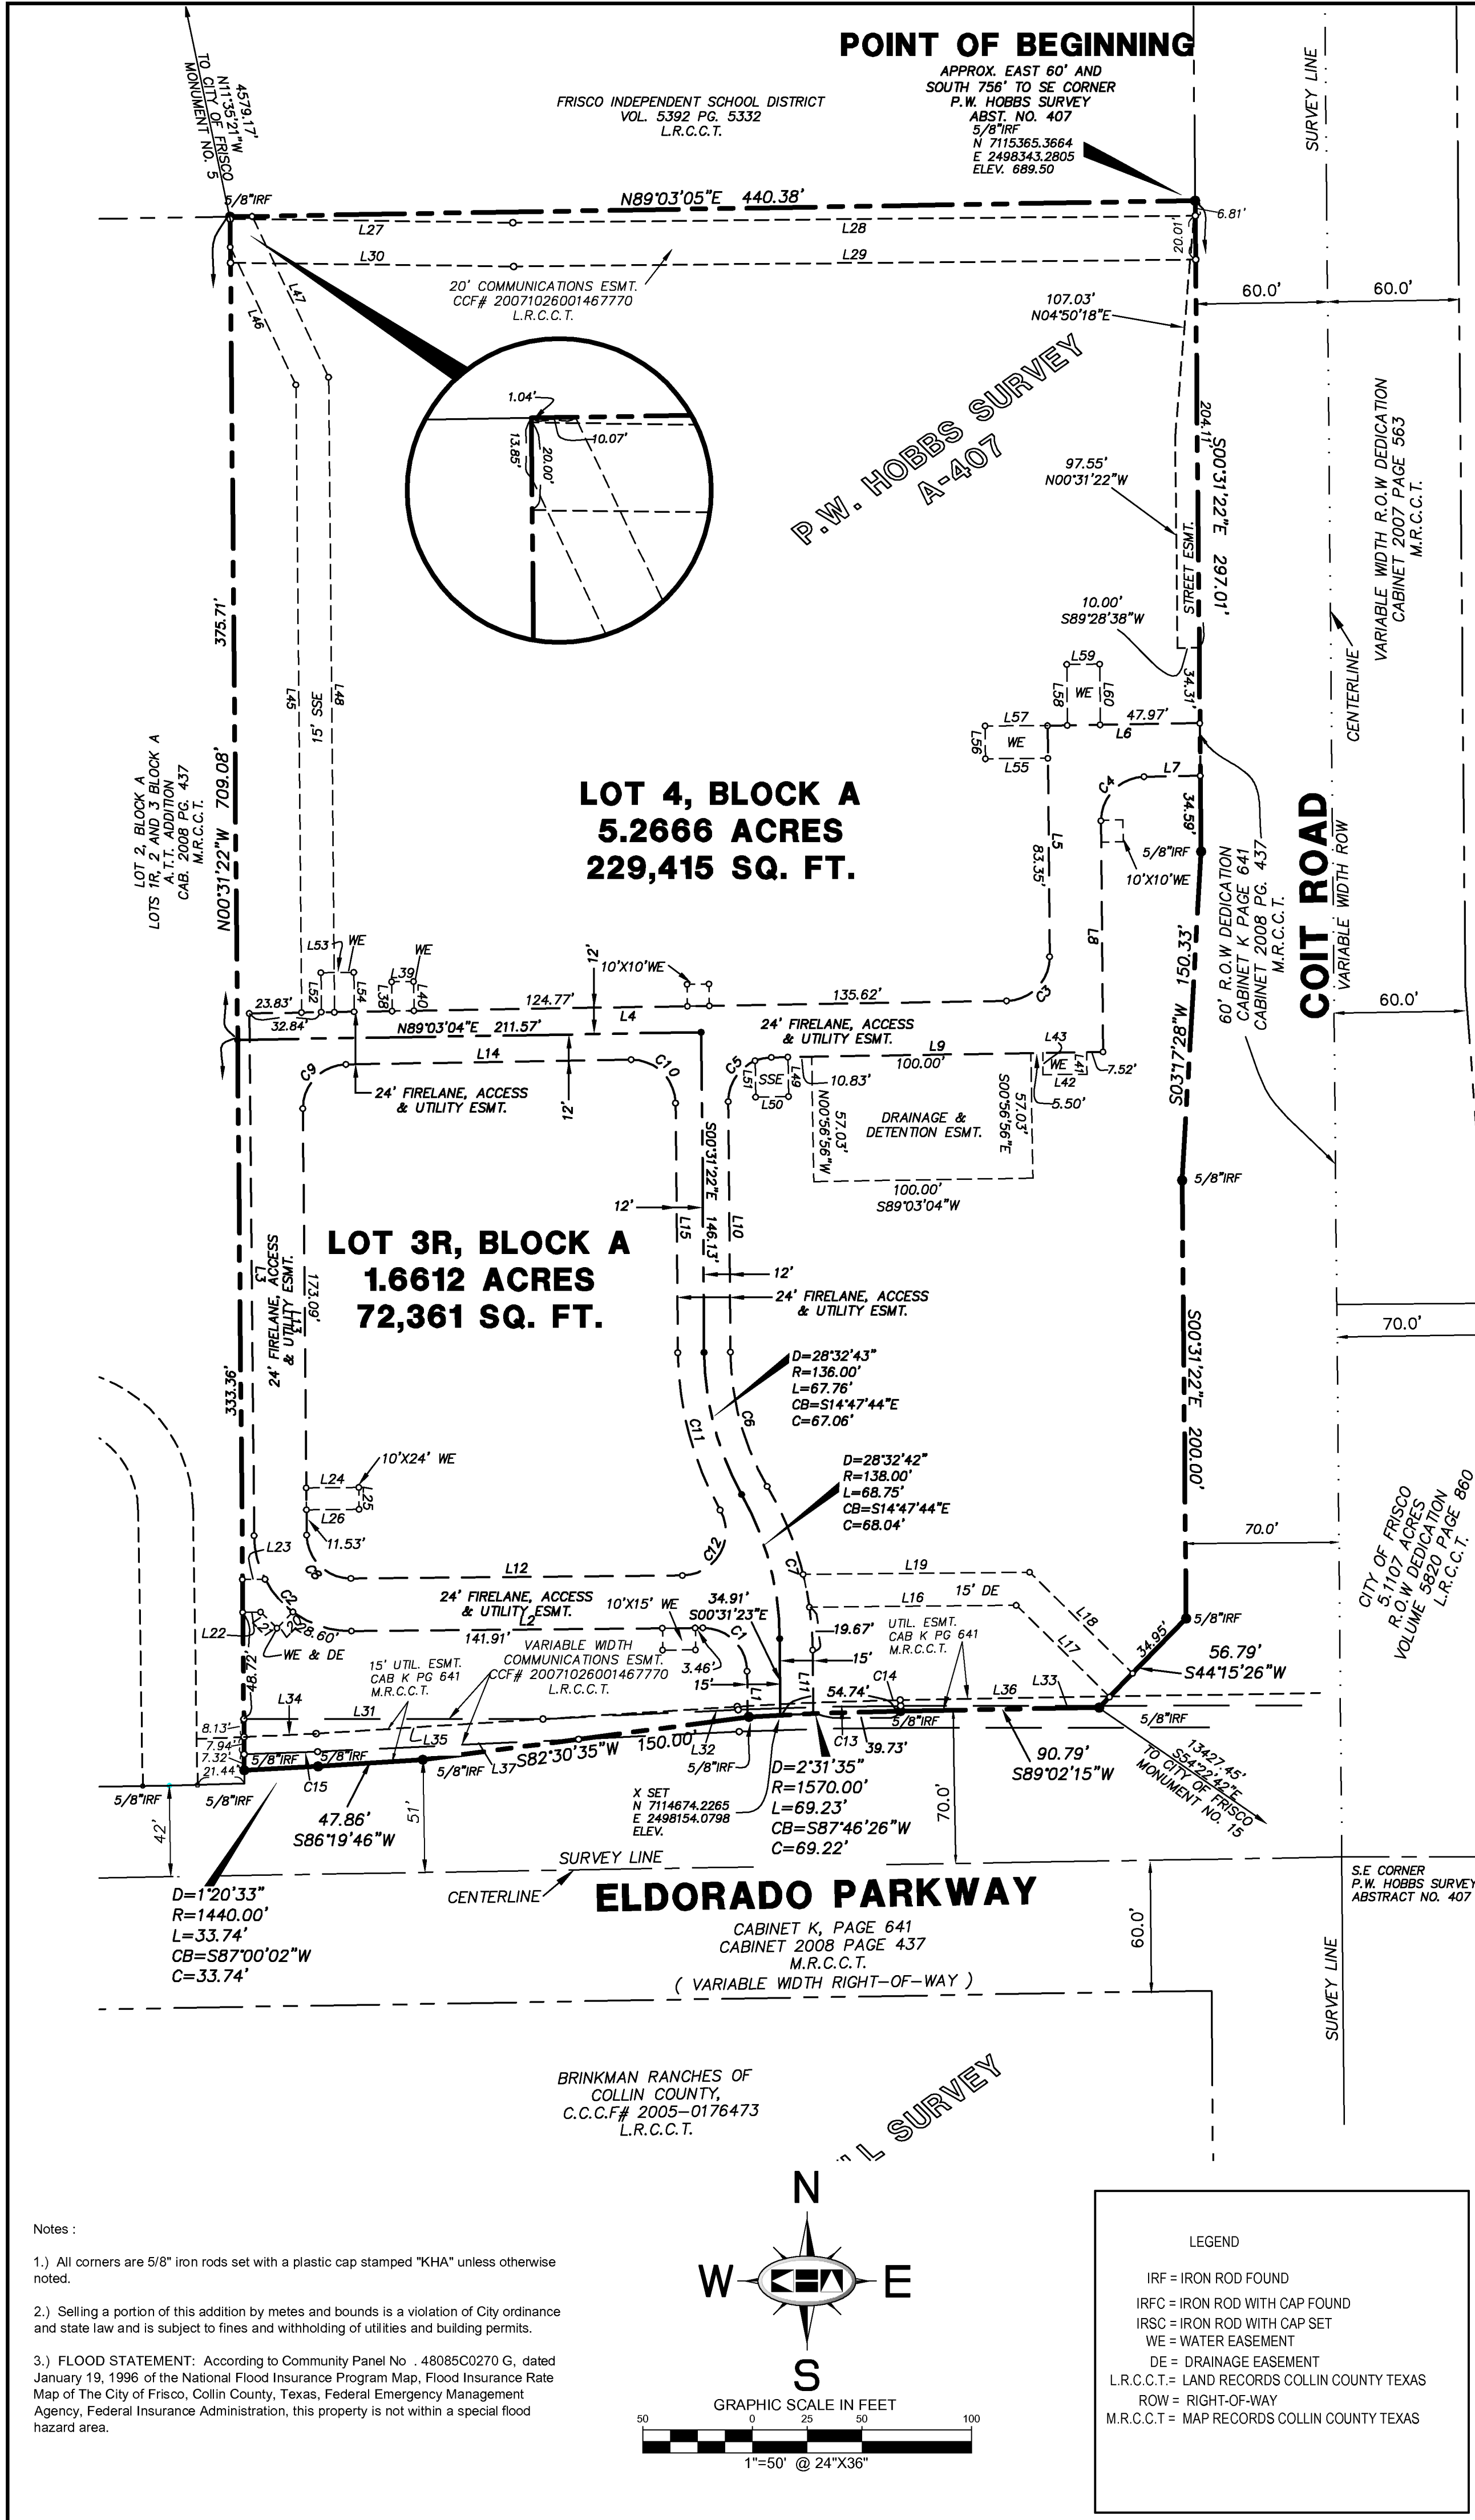 POINT OF BEGINNING
APPROX. EAST 60' AND
SOUTH 756' TO SE CORNER
P.W. HOBBS SURVEY
ABST. NO. 407
5/8"IRF
N 7115365.3664
E 2498343.2805
ELEV. 689.50
4579.17'
N11°35'21"W
TO CITY OF FRISCO
MONUMENT NO. 5
FRISCO INDEPENDENT SCHOOL DISTRICT
VOL. 5392 PG. 5332
L.R.C.C.T.
SURVEY LINE
5/8"IRF
N89°03'05"E 440.38'
6.81'
20.01'
L27
L28
L30
L29
20' COMMUNICATIONS ESMT.
CCF# 20071026001467770
L.R.C.C.T.
L47
L46
107.03'
N04°50'18"E
60.0'
60.0'
P.W. HOBBS SURVEY
A-407
1.04'
10.07'
13.85'
20.00'
97.55'
N00°31'22"W
204.11'
S00°31'22"E 297.01'
STREET ESMT.
VARIABLE WIDTH R.O.W DEDICATION
CABINET 2007 PAGE 563
M.R.C.C.T.
10.00'
S89°28'38"W
34.31'
CENTERLINE
375.71'
L45
15' SSE
L48
L59
L58
WE
L60
L57
47.97'
L6
L56
WE
L55
L7
C4
34.59'
LOT 2, BLOCK A
LOTS 1R, 2 AND 3 BLOCK A
A.T.T. ADDITION
CAB. 2008 PG. 437
M.R.C.C.T.
N00°31'22"W 709.08'
LOT 4, BLOCK A
5.2666 ACRES
229,415 SQ. FT.
L5
83.35'
5/8"IRF
10'X10'WE
60' R.O.W DEDICATION
CABINET K PAGE 641
CABINET 2008 PG. 437
M.R.C.C.T.
COIT ROAD
VARIABLE WIDTH ROW
L8
S03°17'28"W 150.33'
L53
WE
WE
L39
L52
L54
L38
L40
23.83'
32.84'
124.77'
12'
10'X10'WE
135.62'
C3
L4
N89°03'04"E 211.57'
24' FIRELANE, ACCESS
& UTILITY ESMT.
60.0'
L14
C9
C10
C5
L9
100.00'
L43
WE
L41
L42
7.52'
5.50'
24' FIRELANE, ACCESS
& UTILITY ESMT.
12'
L51
SSE
L49
L50
10.83'
57.03'
N00°56'56"W
DRAINAGE &
DETENTION ESMT.
57.03'
S00°56'56"E
100.00'
S89°03'04"W
5/8"IRF
S00°31'22"E 146.13'
12'
L15
L10
LOT 3R, BLOCK A
1.6612 ACRES
72,361 SQ. FT.
12'
24' FIRELANE, ACCESS
& UTILITY ESMT.
L3
24' FIRELANE, ACCESS
& UTILITY ESMT.
173.09'
L13
333.36'
70.0'
S00°31'22"E 200.00'
D=28°32'43"
R=136.00'
L=67.76'
CB=S14°47'44"E
C=67.06'
C11
C6
D=28°32'42"
R=138.00'
L=68.75'
CB=S14°47'44"E
C=68.04'
10'X24' WE
L24
L25
L26
11.53'
L23
C8
L12
C12
C7
L19
70.0'
CITY OF FRISCO
5.1107 ACRES
R.O.W DEDICATION
VOLUME 5820 PAGE 860
L.R.C.C.T.
C2
24' FIRELANE, ACCESS
& UTILITY ESMT.
L2
141.91'
10'X15' WE
34.91'
S00°31'23"E
L16
15' DE
L18
L17
34.95'
5/8"IRF
56.79'
S44°15'26"W
L22
L21
28.60'
WE & DE
48.72'
15' UTIL. ESMT.
CAB K PG 641
M.R.C.C.T.
VARIABLE WIDTH
COMMUNICATIONS ESMT.
CCF# 20071026001467770
L.R.C.C.T.
C1
3.46'
15'
L1
19.67'
15'
L11
UTIL. ESMT.
CAB K PG 641
M.R.C.C.T.
C14
54.74'
L36
L33
5/8"IRF
5/8"IRF
L34
L31
8.13'
7.94'
7.32'
21.44'
5/8"IRF
5/8"IRF
C15
L35
L37
5/8"IRF
S82°30'35"W 150.00'
L32
5/8"IRF
C13
39.73'
90.79'
S89°02'15"W
13427.45'
S54°22'42"E
TO CITY OF FRISCO
MONUMENT NO. 15
5/8"IRF
5/8"IRF
42'
47.86'
S86°19'46"W
51'
X SET
N 7114674.2265
E 2498154.0798
ELEV.
D=2°31'35"
R=1570.00'
L=69.23'
CB=S87°46'26"W
C=69.22'
70.0'
SURVEY LINE
CENTERLINE
ELDORADO PARKWAY
CABINET K, PAGE 641
CABINET 2008 PAGE 437
M.R.C.C.T.
( VARIABLE WIDTH RIGHT-OF-WAY )
D=1°20'33"
R=1440.00'
L=33.74'
CB=S87°00'02"W
C=33.74'
60.0'
S.E CORNER
P.W. HOBBS SURVEY
ABSTRACT NO. 407
SURVEY LINE
BRINKMAN RANCHES OF
COLLIN COUNTY,
C.C.C.F# 2005-0176473
L.R.C.C.T.
LL SURVEY
Notes :
1.) All corners are 5/8" iron rods set with a plastic cap stamped "KHA" unless otherwise
noted.
2.) Selling a portion of this addition by metes and bounds is a violation of City ordinance
and state law and is subject to fines and withholding of utilities and building permits.
3.) FLOOD STATEMENT: According to Community Panel No . 48085C0270 G, dated
January 19, 1996 of the National Flood Insurance Program Map, Flood Insurance Rate
Map of The City of Frisco, Collin County, Texas, Federal Emergency Management
Agency, Federal Insurance Administration, this property is not within a special flood
hazard area.
N
W
E
S
GRAPHIC SCALE IN FEET
50 0 25 50 100
1"=50' @ 24"X36"
LEGEND
IRF = IRON ROD FOUND
IRFC = IRON ROD WITH CAP FOUND
IRSC = IRON ROD WITH CAP SET
WE = WATER EASEMENT
DE = DRAINAGE EASEMENT
L.R.C.C.T.= LAND RECORDS COLLIN COUNTY TEXAS
ROW = RIGHT-OF-WAY
M.R.C.C.T = MAP RECORDS COLLIN COUNTY TEXAS